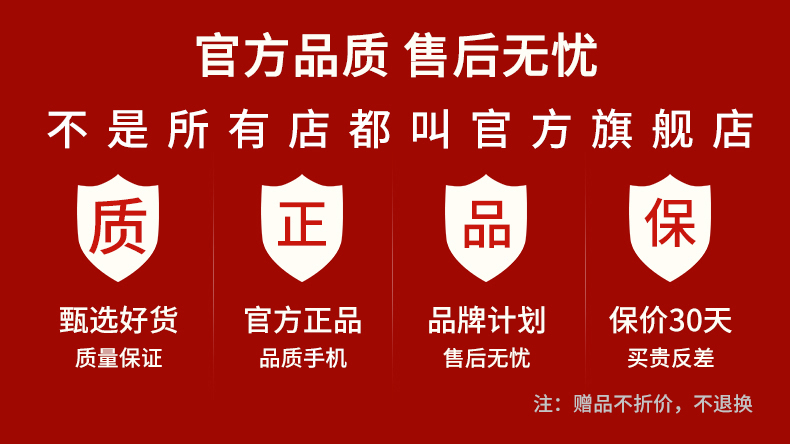 官方品质 售后无忧
不是所有店都叫官方旗舰店
质 正 品 保
甄选好货 官方正品 品牌计划 保价30天
质量保证 品质手机 售后无忧 买贵反差
注：赠品不折价，不退换